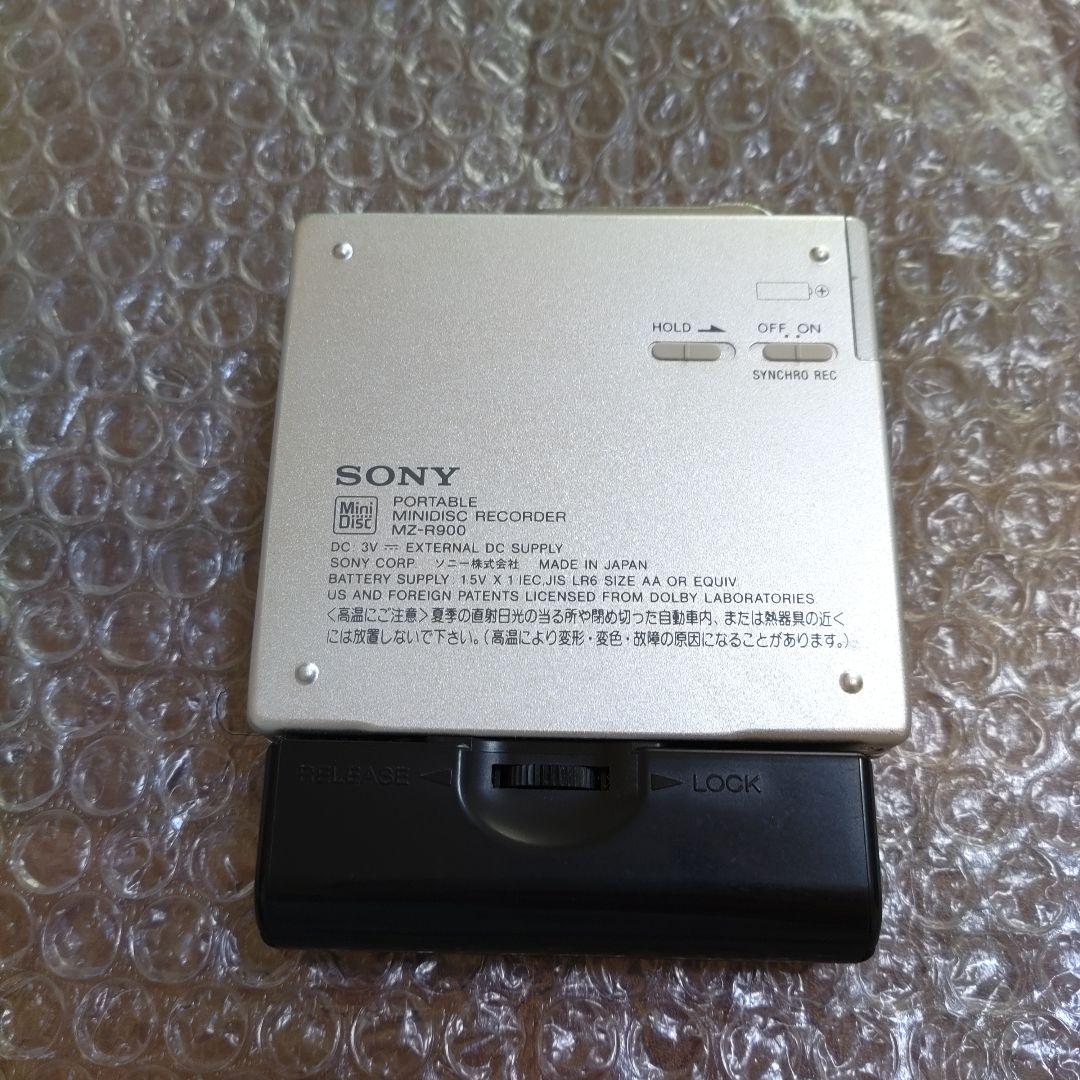 HOLD
OFF ON
SYNCHRO REC
SONY
Mini Disc
PORTABLE
MINIDISC RECORDER
MZ-R900
DC 3V ⎓ EXTERNAL DC SUPPLY
SONY CORP. ソニー株式会社 MADE IN JAPAN
BATTERY SUPPLY 1.5V X 1 IEC,JIS LR6 SIZE AA OR EQUIV.
US AND FOREIGN PATENTS LICENSED FROM DOLBY LABORATORIES
〈高温にご注意〉夏季の直射日光の当る所や閉め切った自動車内、または熱器具の近く
には放置しないで下さい。(高温により変形・変色・故障の原因になることがあります。)
RELEASE
LOCK